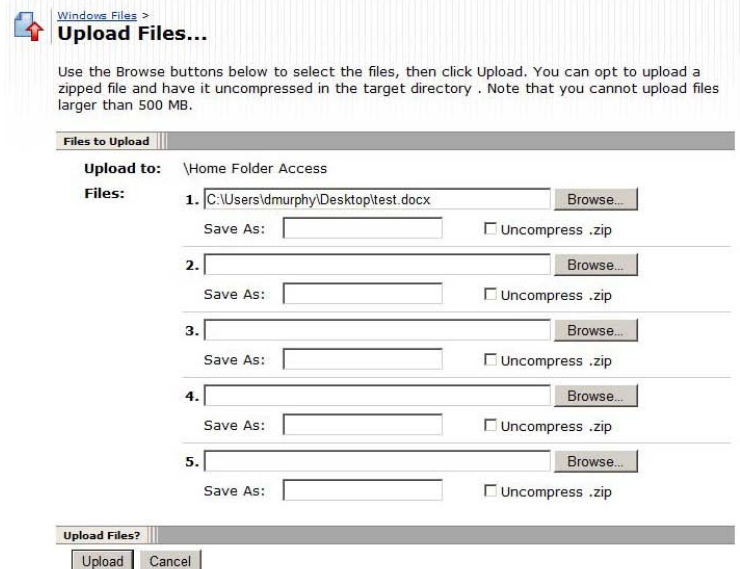 Windows Files >
Upload Files...
Use the Browse buttons below to select the files, then click Upload. You can opt to upload a
zipped file and have it uncompressed in the target directory . Note that you cannot upload files
larger than 500 MB.
Files to Upload
Upload to: \Home Folder Access
Files: 1. C:\Users\dmurphy\Desktop\test.docx Browse...
Save As: Uncompress .zip
2. Browse...
Save As: Uncompress .zip
3. Browse...
Save As: Uncompress .zip
4. Browse...
Save As: Uncompress .zip
5. Browse...
Save As: Uncompress .zip
Upload Files?
Upload Cancel